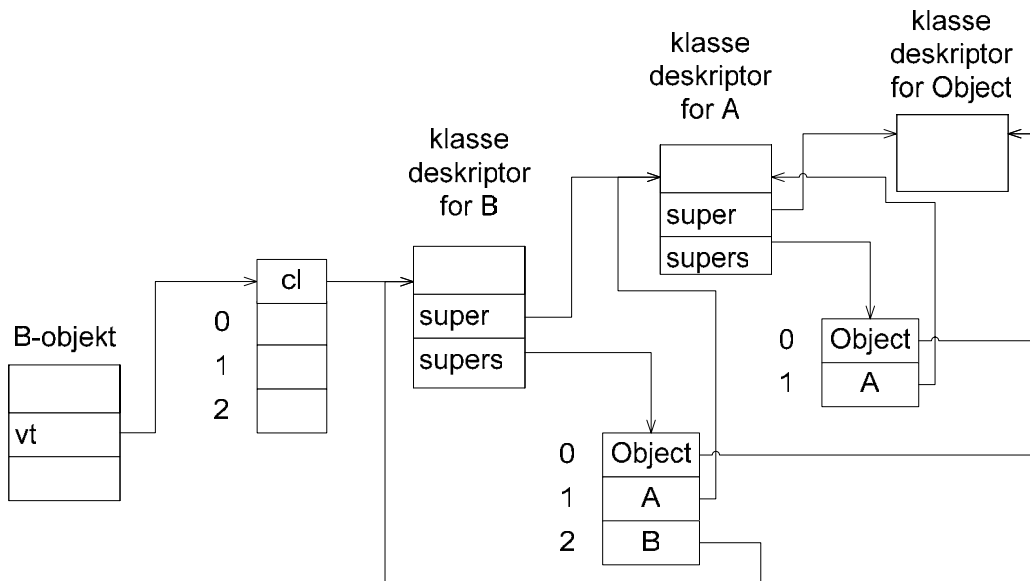 klasse
deskriptor
for Object
klasse
deskriptor
for A
klasse
deskriptor
for B
super
supers
cl
super
supers
0
1
2
B-objekt
vt
0
1
Object
A
0
1
2
Object
A
B